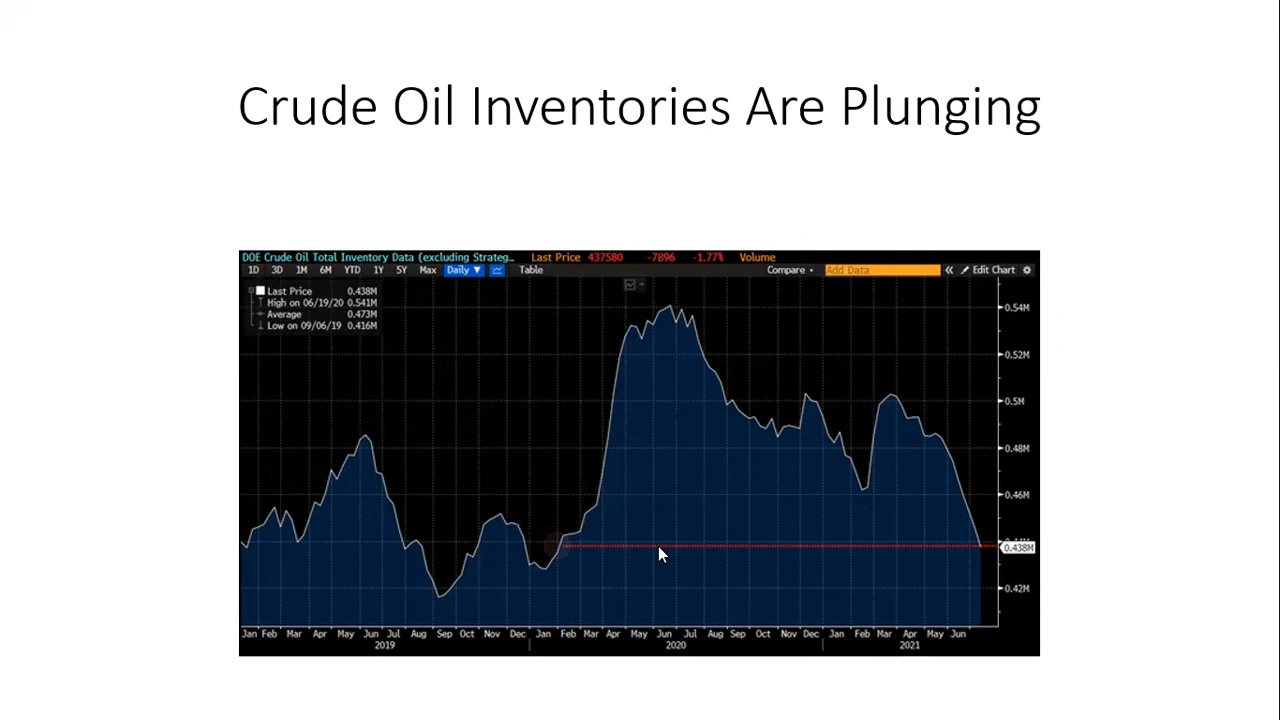 Crude Oil Inventories Are Plunging
DOE Crude Oil Total Inventory Data (excluding Strateg... Last Price 437580 -7896 -1.77% Volume
1D 3D 1M 6M YTD 1Y 5Y Max Daily ▼ Table Compare Add Data « Edit Chart
Last Price 0.438M
High on 06/19/20 0.541M
Average 0.473M
Low on 09/06/19 0.416M
0.54M
0.52M
0.5M
0.48M
0.46M
0.438M
0.42M
Jan Feb Mar Apr May Jun Jul Aug Sep Oct Nov Dec Jan Feb Mar May Jun Jul Aug Sep Oct Nov Dec Jan Mar Apr May Jun
2019 2020 2021